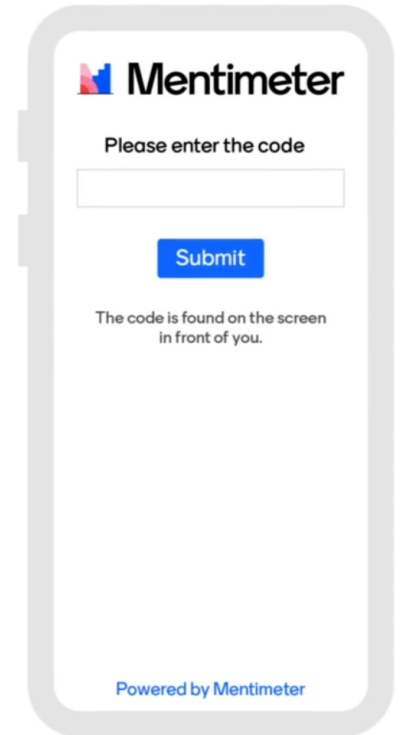 Mentimeter
Please enter the code
Submit
The code is found on the screen
in front of you.
Powered by Mentimeter